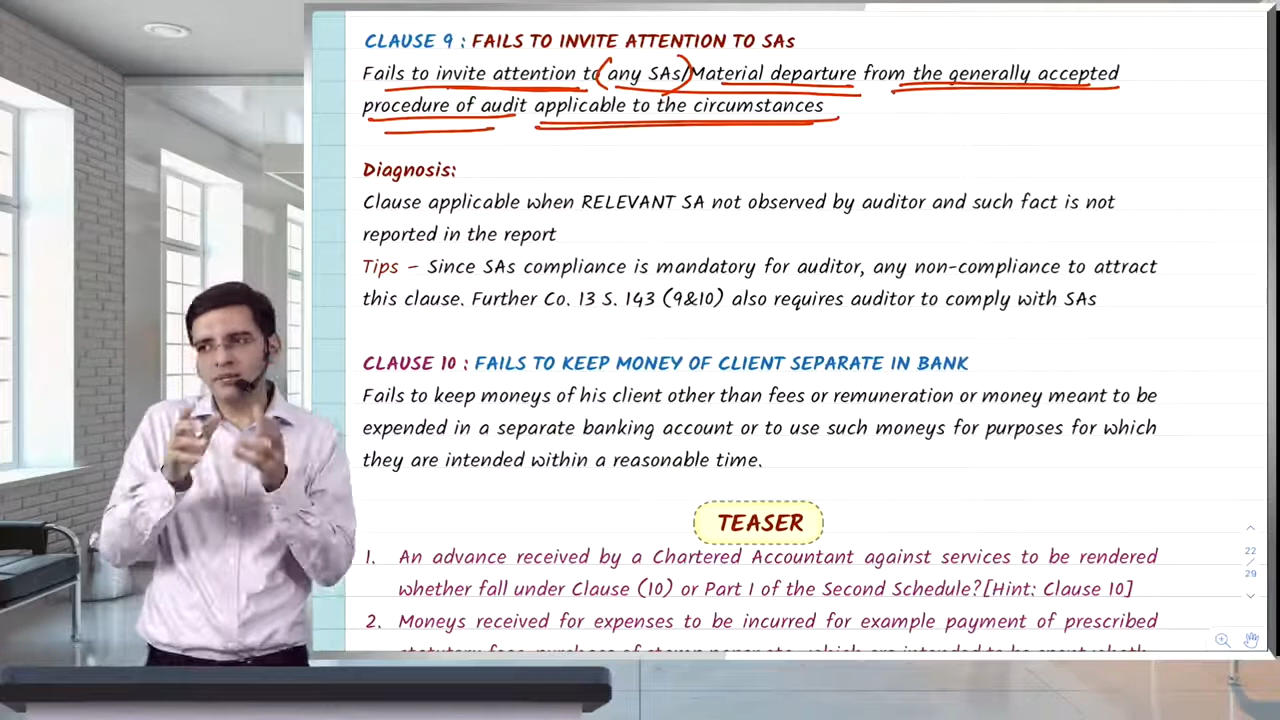 CLAUSE 9 : FAILS TO INVITE ATTENTION TO SAs
Fails to invite attention to any SAs/Material departure from the generally accepted
procedure of audit applicable to the circumstances
Diagnosis:
Clause applicable when RELEVANT SA not observed by auditor and such fact is not
reported in the report
Tips – Since SAs compliance is mandatory for auditor, any non-compliance to attract
this clause. Further Co. 13 S. 143 (9&10) also requires auditor to comply with SAs
CLAUSE 10 : FAILS TO KEEP MONEY OF CLIENT SEPARATE IN BANK
Fails to keep moneys of his client other than fees or remuneration or money meant to be
expended in a separate banking account or to use such moneys for purposes for which
they are intended within a reasonable time.
TEASER
1. An advance received by a Chartered Accountant against services to be rendered
whether fall under Clause (10) or Part I of the Second Schedule?[Hint: Clause 10]
2. Moneys received for expenses to be incurred for example payment of prescribed
22
/
29